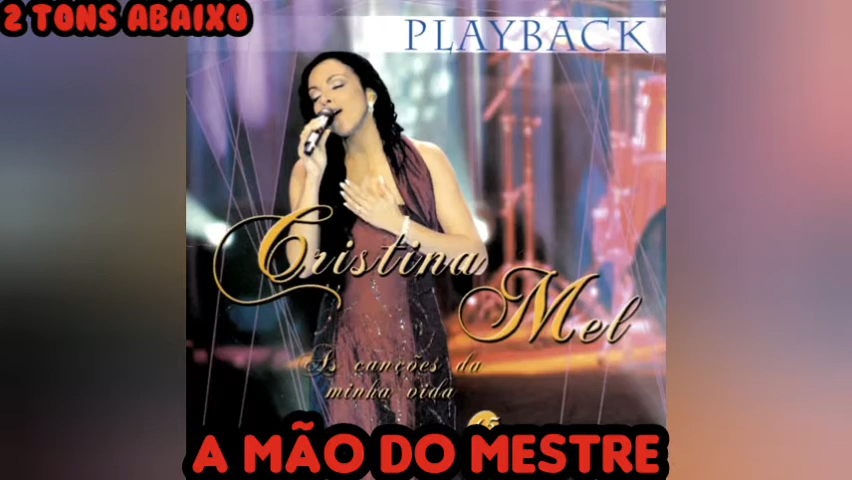 2 TONS ABAIXO
PLAYBACK
Cristina
Mel
As canções da
minha vida
A MÃO DO MESTRE